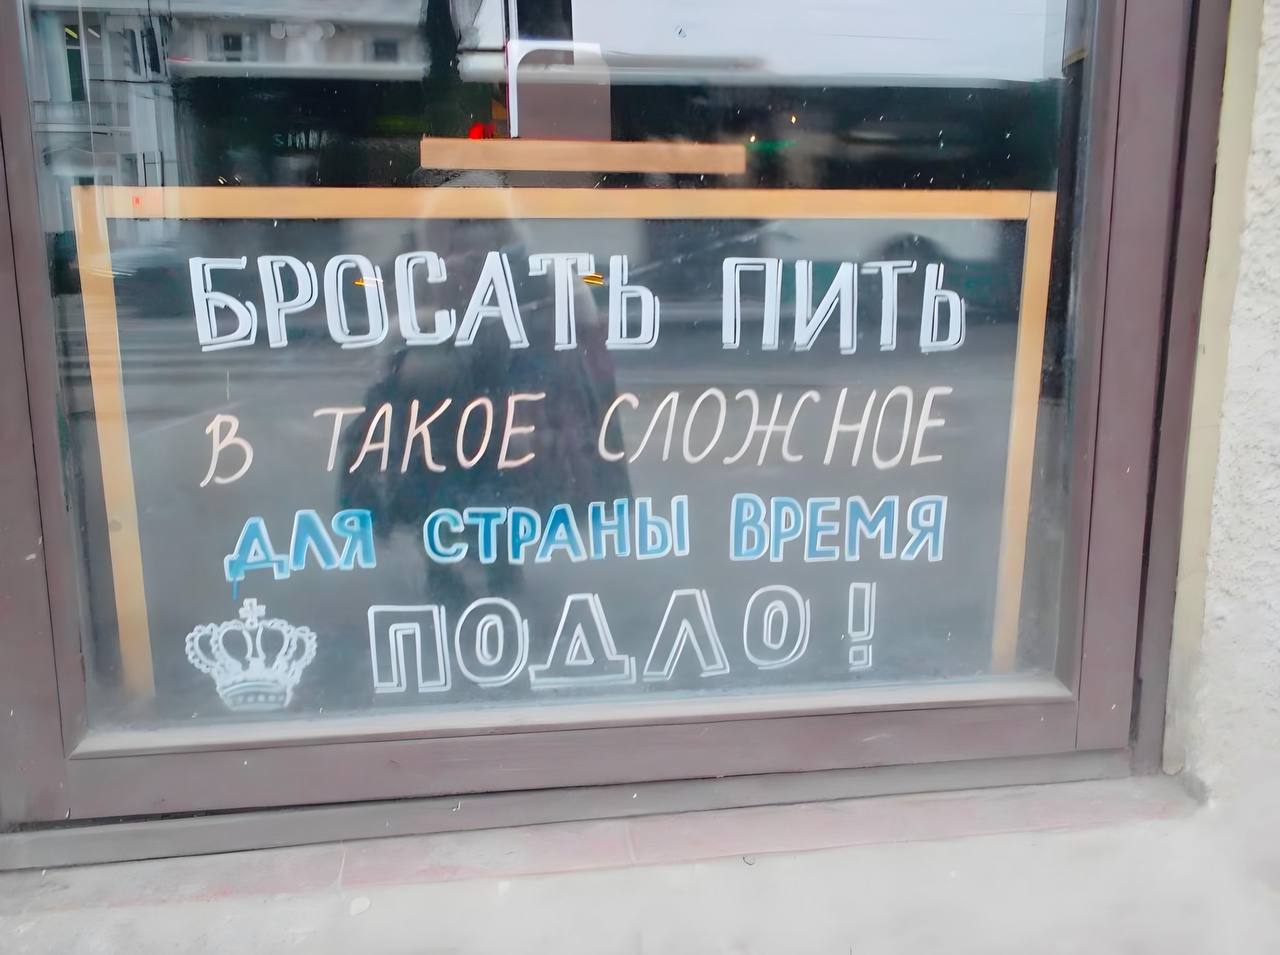 БРОСАТЬ ПИТЬ
В ТАКОЕ СЛОЖНОЕ
ДЛЯ СТРАНЫ ВРЕМЯ
ПОДЛО!